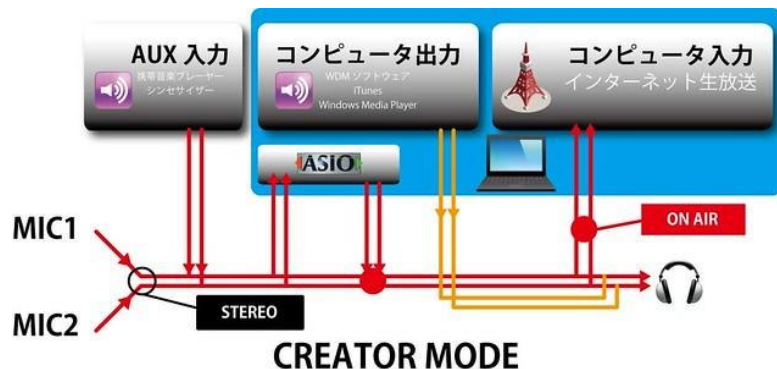 AUX 入力
携帯音楽プレーヤー
シンセサイザー
コンピュータ出力
WDM ソフトウェア
iTunes
Windows Media Player
コンピュータ入力
インターネット生放送
ASIO
ON AIR
MIC1
MIC2
STEREO
CREATOR MODE